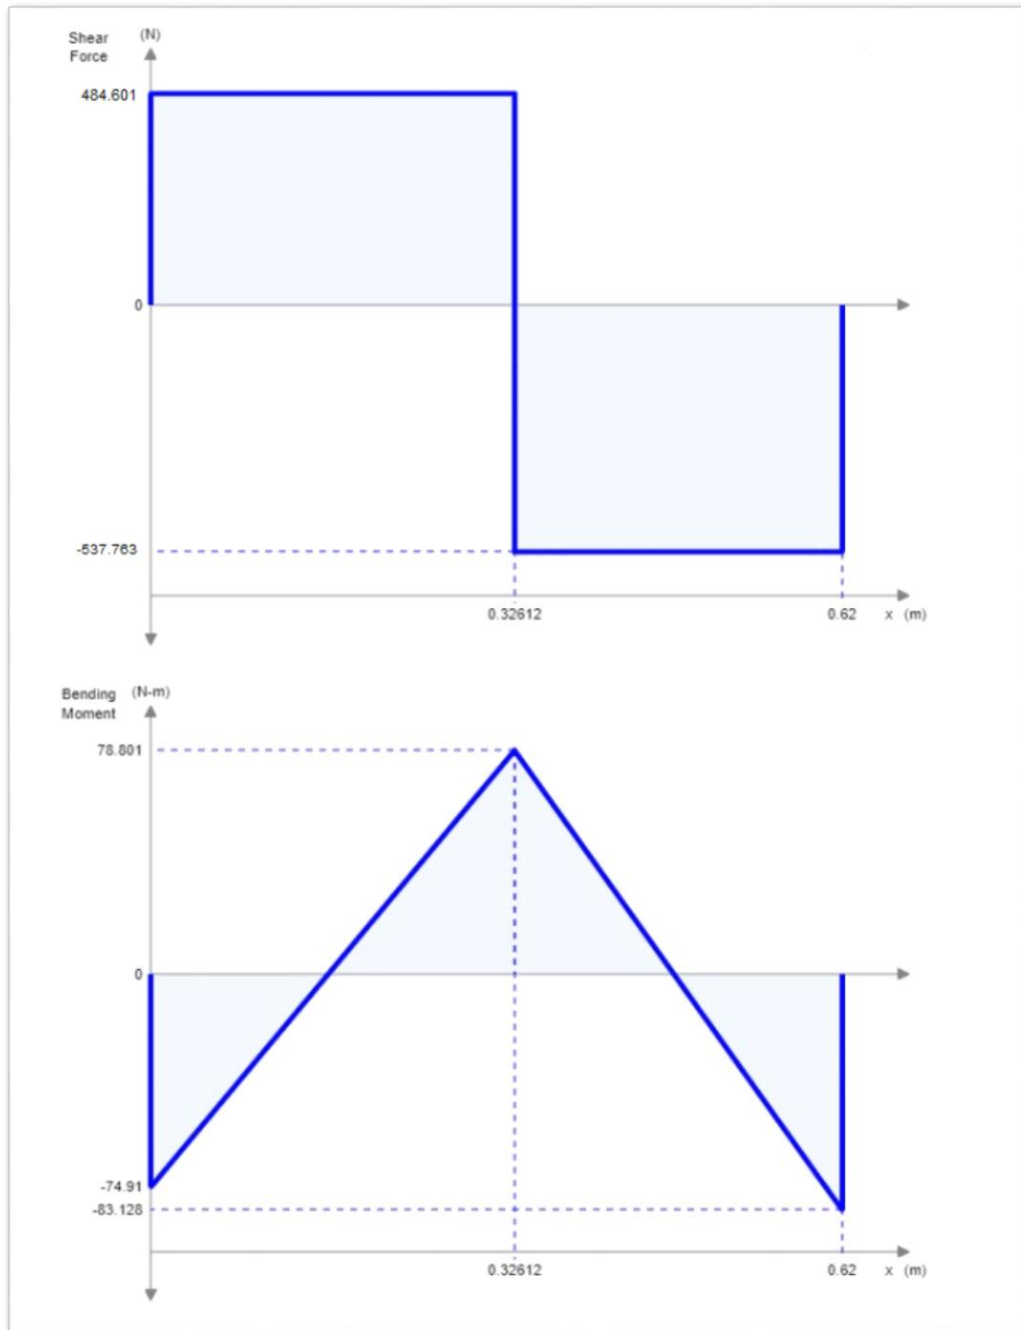 Shear (N)
Force
484.601
0
-537.763
0.32612 0.62 x (m)
Bending (N-m)
Moment
78.801
0
-74.91
-83.128
0.32612 0.62 x (m)